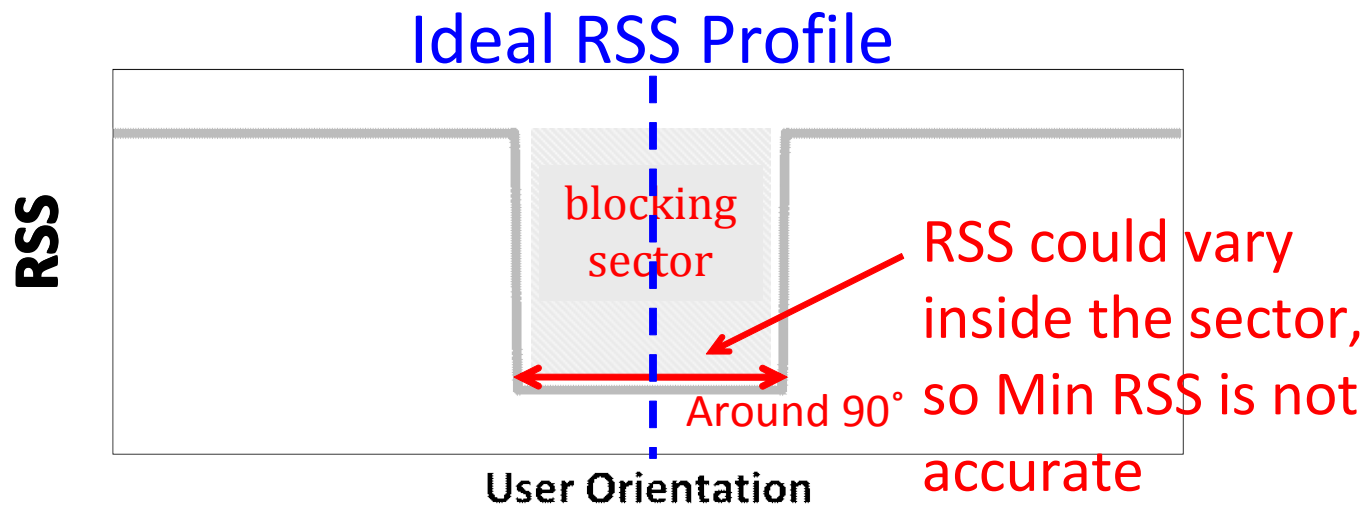 Ideal RSS Profile
RSS
blocking
sector
RSS could vary
inside the sector,
so Min RSS is not
accurate
Around 90°
User Orientation